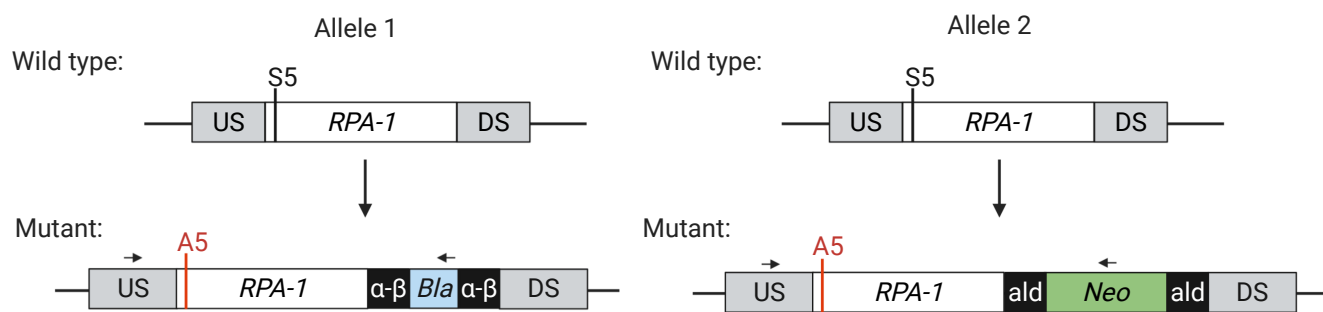 Allele 1
Wild type:
S5
US RPA-1 DS
Mutant:
A5
US RPA-1 α-β Bla α-β DS
Allele 2
Wild type:
S5
US RPA-1 DS
Mutant:
A5
US RPA-1 ald Neo ald DS